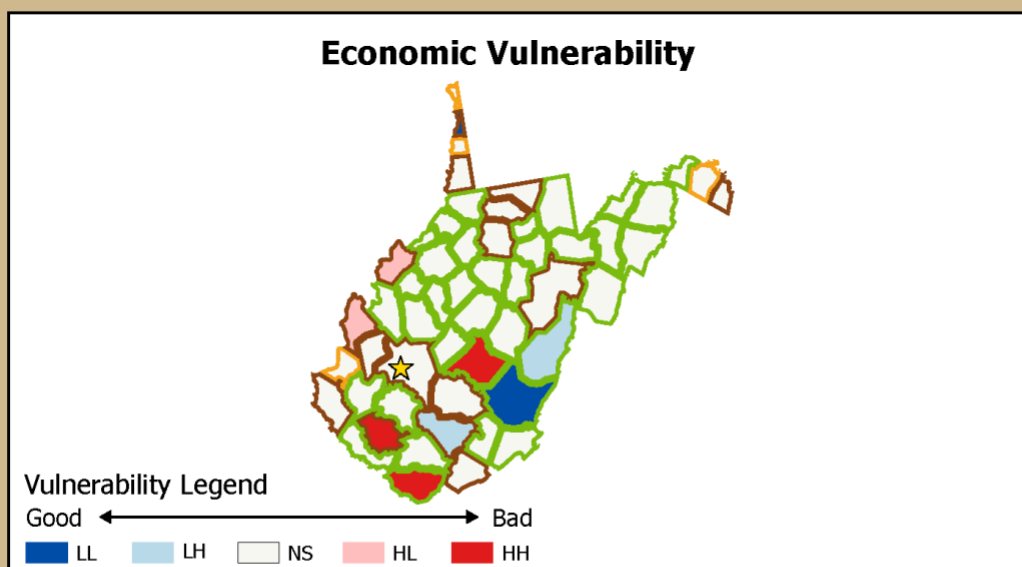 Economic Vulnerability
Vulnerability Legend
Good Bad
LL LH NS HL HH